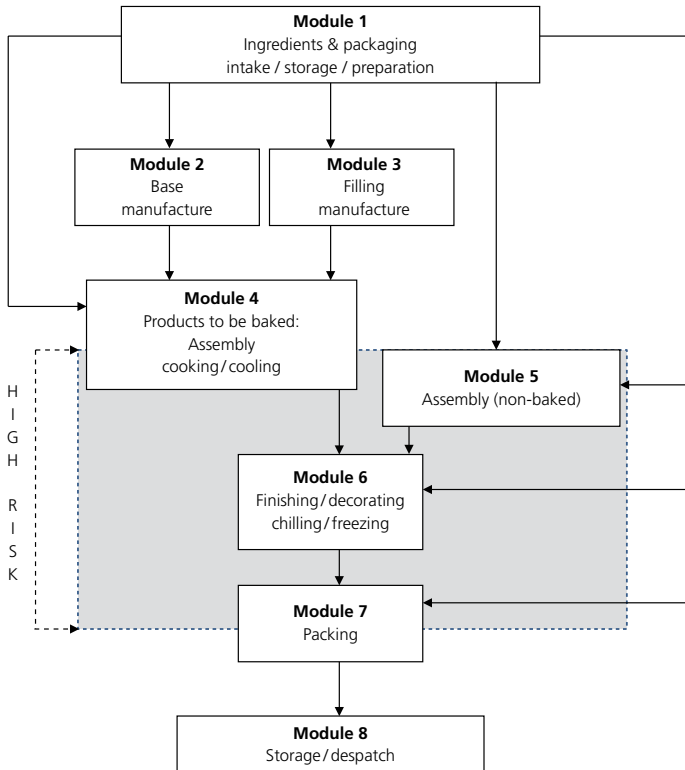 Module 1
Ingredients & packaging
intake / storage / preparation
Module 2
Base
manufacture
Module 3
Filling
manufacture
Module 4
Products to be baked:
Assembly
cooking/cooling
Module 5
Assembly (non-baked)
HIGH RISK
Module 6
Finishing/decorating
chilling/freezing
Module 7
Packing
Module 8
Storage/despatch